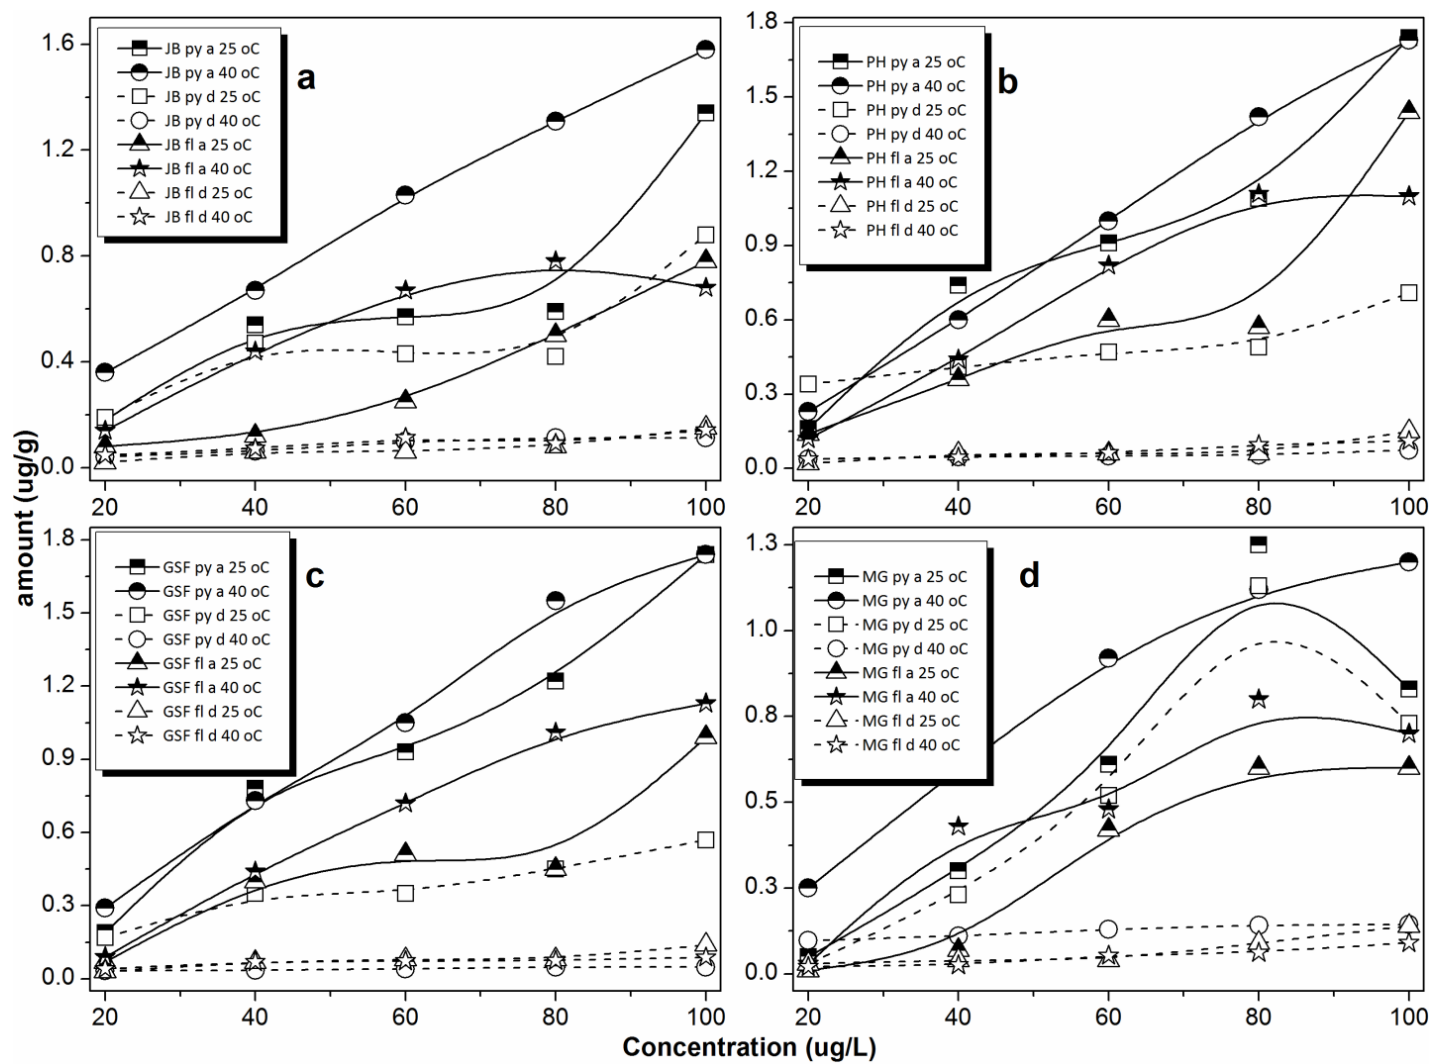 a
JB py a 25 oC
JB py a 40 oC
JB py d 25 oC
JB py d 40 oC
JB fl a 25 oC
JB fl a 40 oC
JB fl d 25 oC
JB fl d 40 oC
1.6
1.2
0.8
0.4
0.0
20 40 60 80 100
b
PH py a 25 oC
PH py a 40 oC
PH py d 25 oC
PH py d 40 oC
PH fl a 25 oC
PH fl a 40 oC
PH fl d 25 oC
PH fl d 40 oC
1.8
1.5
1.2
0.9
0.6
0.3
0.0
20 40 60 80 100
amount (ug/g)
c
GSF py a 25 oC
GSF py a 40 oC
GSF py d 25 oC
GSF py d 40 oC
GSF fl a 25 oC
GSF fl a 40 oC
GSF fl d 25 oC
GSF fl d 40 oC
1.8
1.5
1.2
0.9
0.6
0.3
0.0
20 40 60 80 100
d
MG py a 25 oC
MG py a 40 oC
MG py d 25 oC
MG py d 40 oC
MG fl a 25 oC
MG fl a 40 oC
MG fl d 25 oC
MG fl d 40 oC
1.3
1.0
0.8
0.5
0.3
0.0
20 40 60 80 100
Concentration (ug/L)